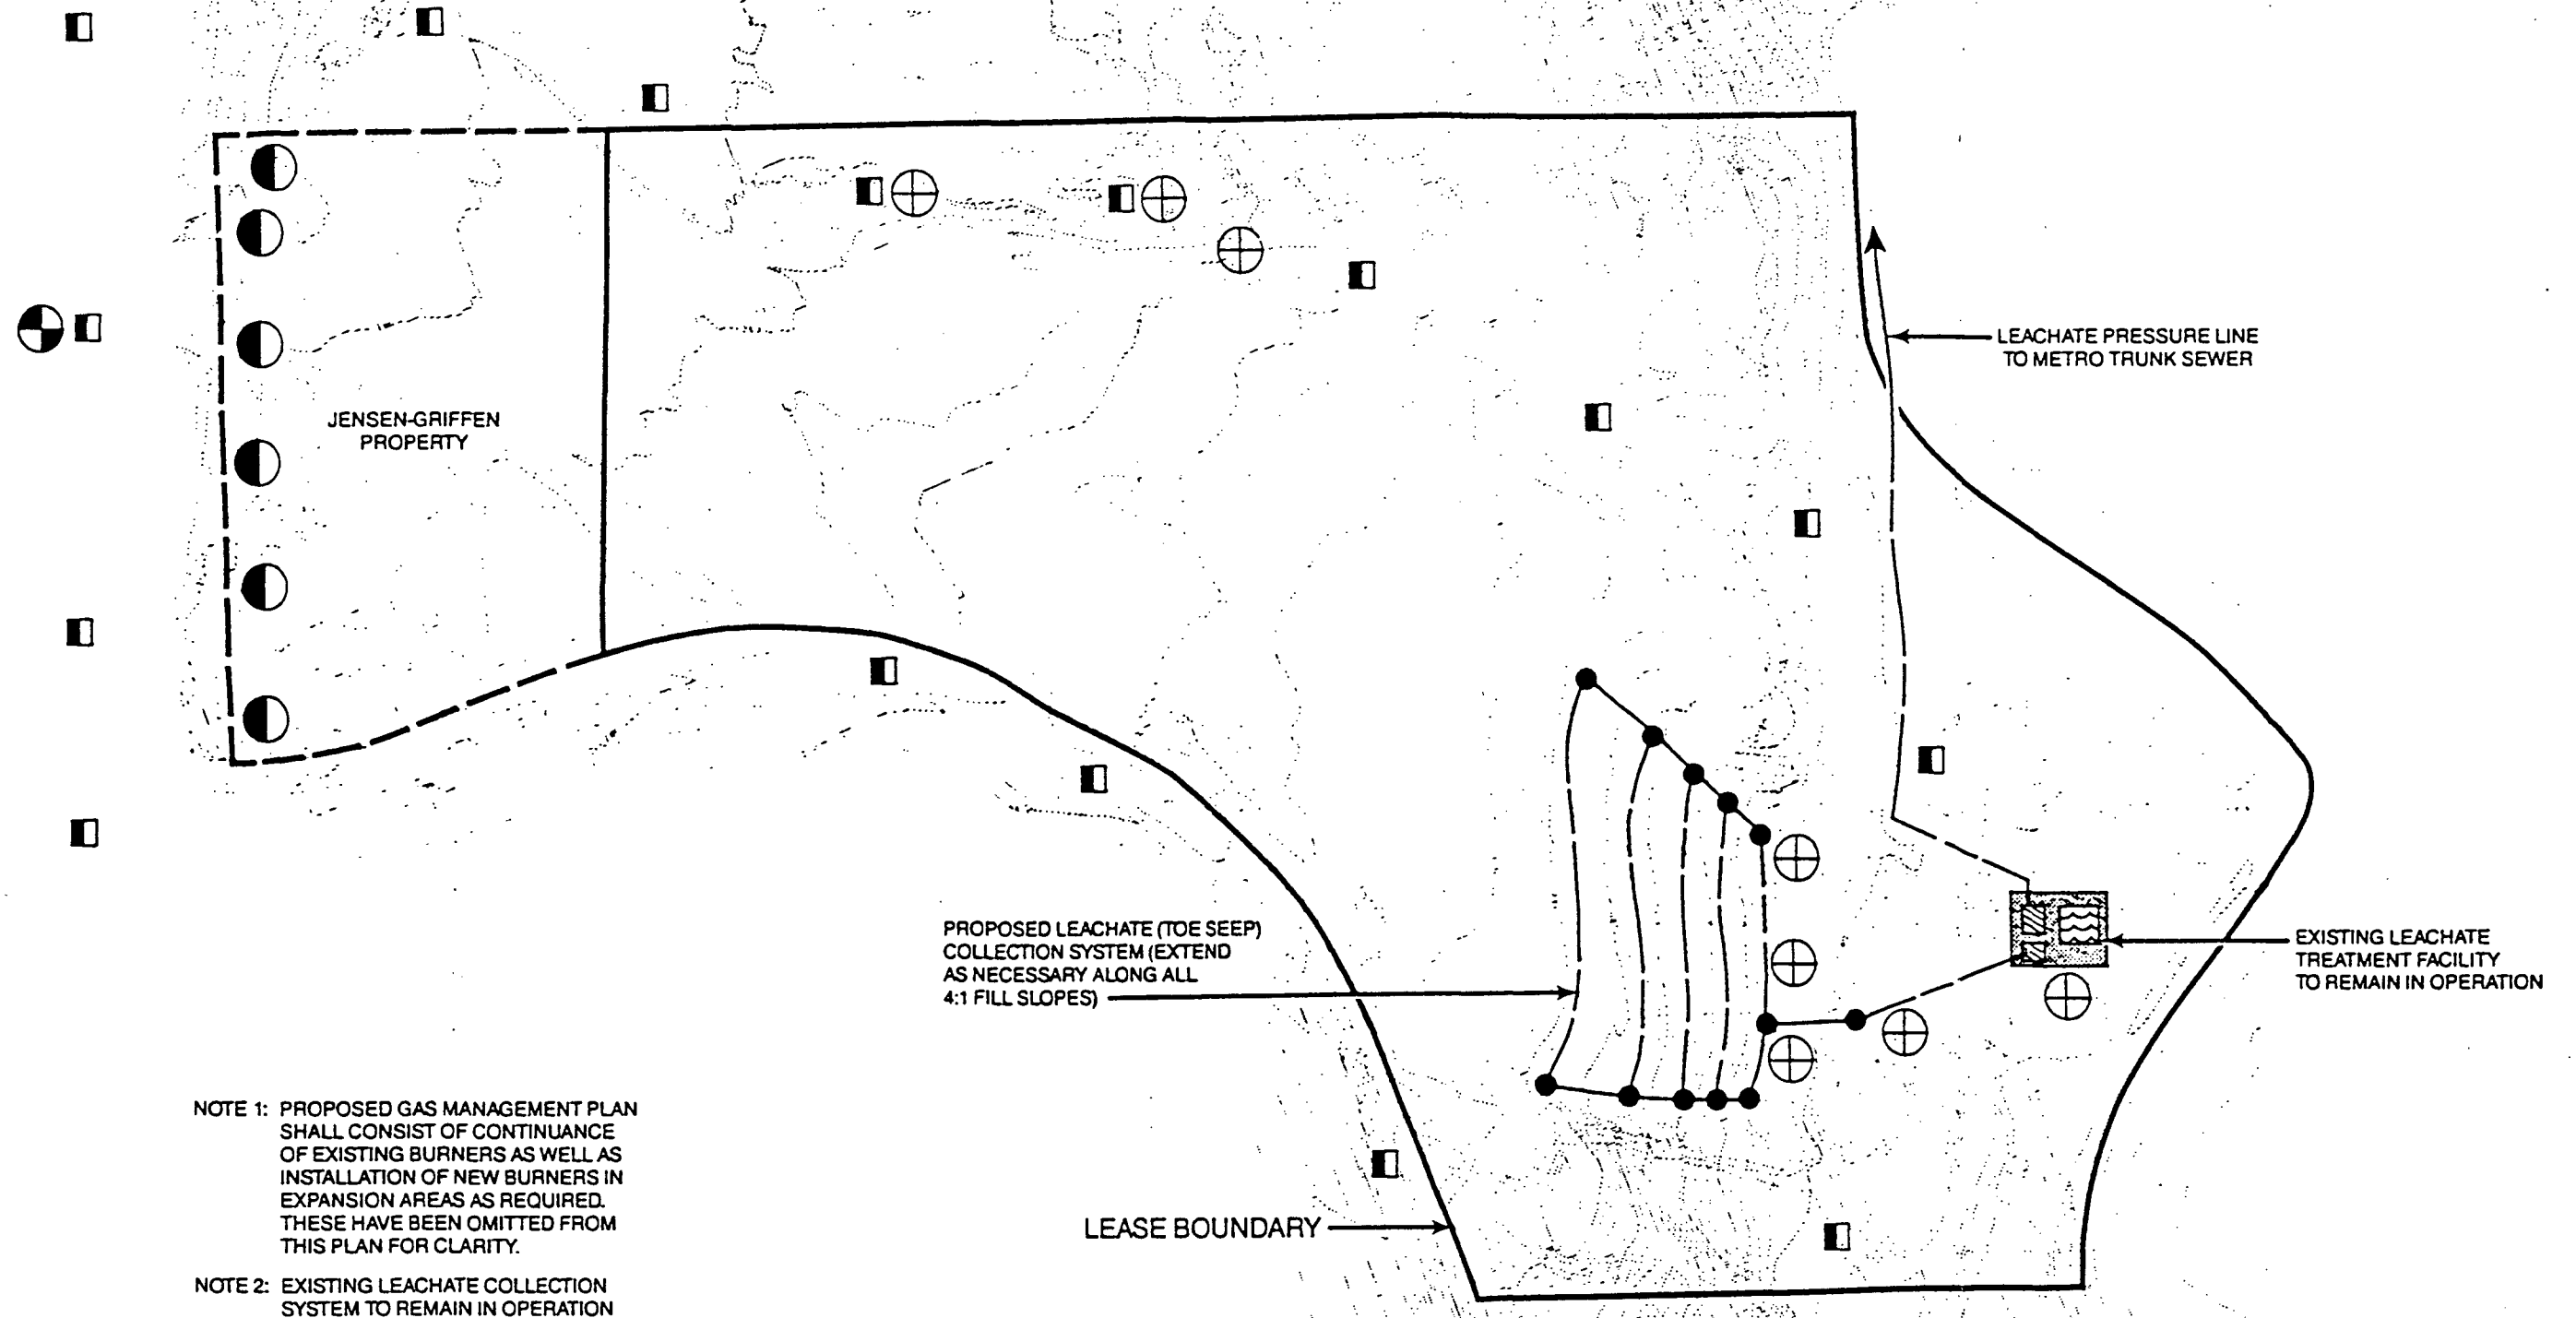 LEACHATE PRESSURE LINE
TO METRO TRUNK SEWER
JENSEN-GRIFFEN
PROPERTY
PROPOSED LEACHATE (TOE SEEP)
COLLECTION SYSTEM (EXTEND
AS NECESSARY ALONG ALL
4:1 FILL SLOPES)
EXISTING LEACHATE
TREATMENT FACILITY
TO REMAIN IN OPERATION
NOTE 1: PROPOSED GAS MANAGEMENT PLAN
SHALL CONSIST OF CONTINUANCE
OF EXISTING BURNERS AS WELL AS
INSTALLATION OF NEW BURNERS IN
EXPANSION AREAS AS REQUIRED.
THESE HAVE BEEN OMITTED FROM
THIS PLAN FOR CLARITY.
LEASE BOUNDARY
NOTE 2: EXISTING LEACHATE COLLECTION
SYSTEM TO REMAIN IN OPERATION